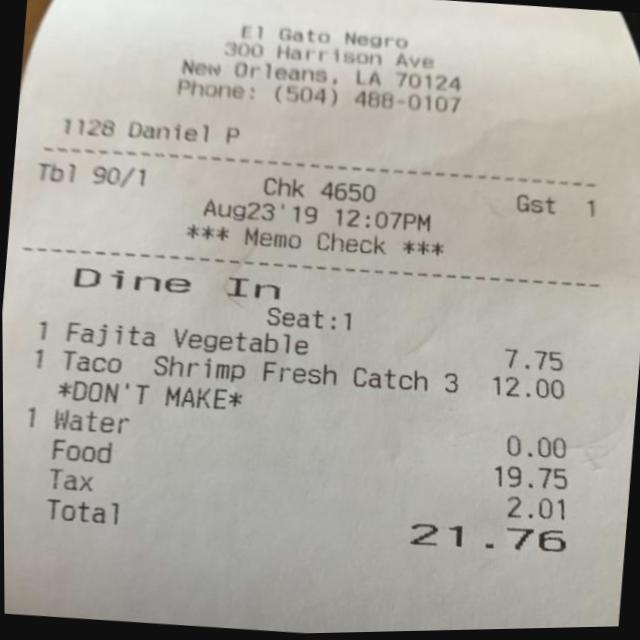 El Gato Negro
300 Harrison Ave
New Orleans, LA 70124
Phone: (504) 488-0107
1128 Daniel P
Tbl 90/1 Chk 4650 Gst 1
Aug23'19 12:07PM
*** Memo Check ***
Dine In
Seat:1
1 Fajita Vegetable 7.75
1 Taco Shrimp Fresh Catch 3 12.00
*DON'T MAKE*
1 Water 0.00
Food 19.75
Tax 2.01
Total 21.76